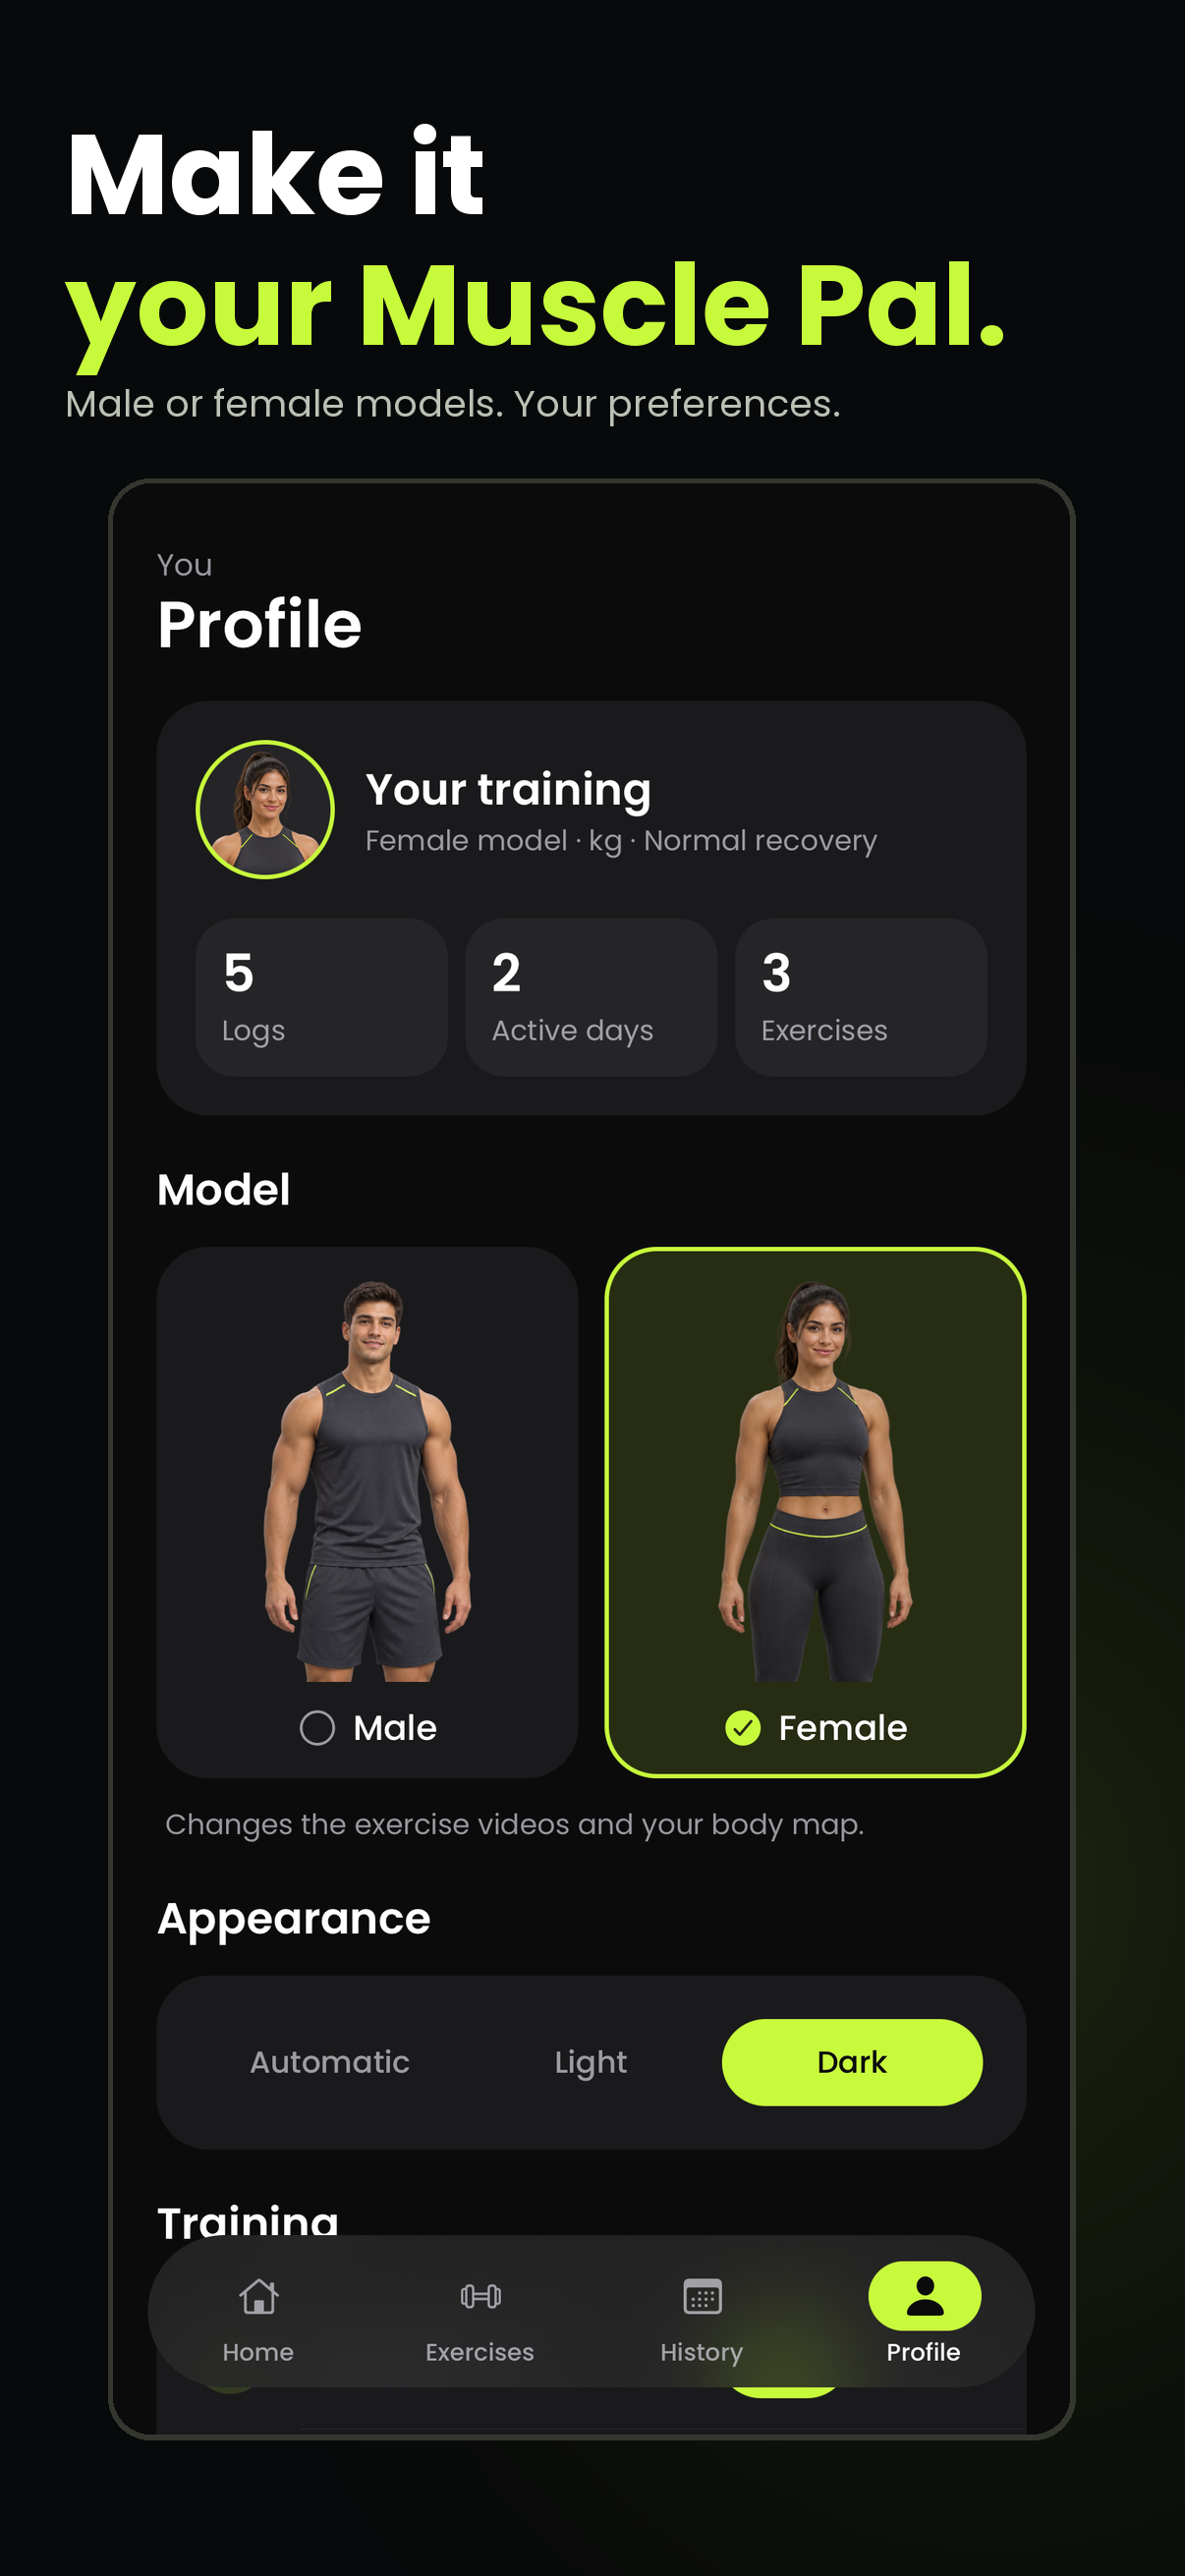 Make it
your Muscle Pal.
Male or female models. Your preferences.
You
Profile
Your training
Female model · kg · Normal recovery
5
Logs
2
Active days
3
Exercises
Model
Male
Female
Changes the exercise videos and your body map.
Appearance
Automatic
Light
Dark
Training
Home
Exercises
History
Profile